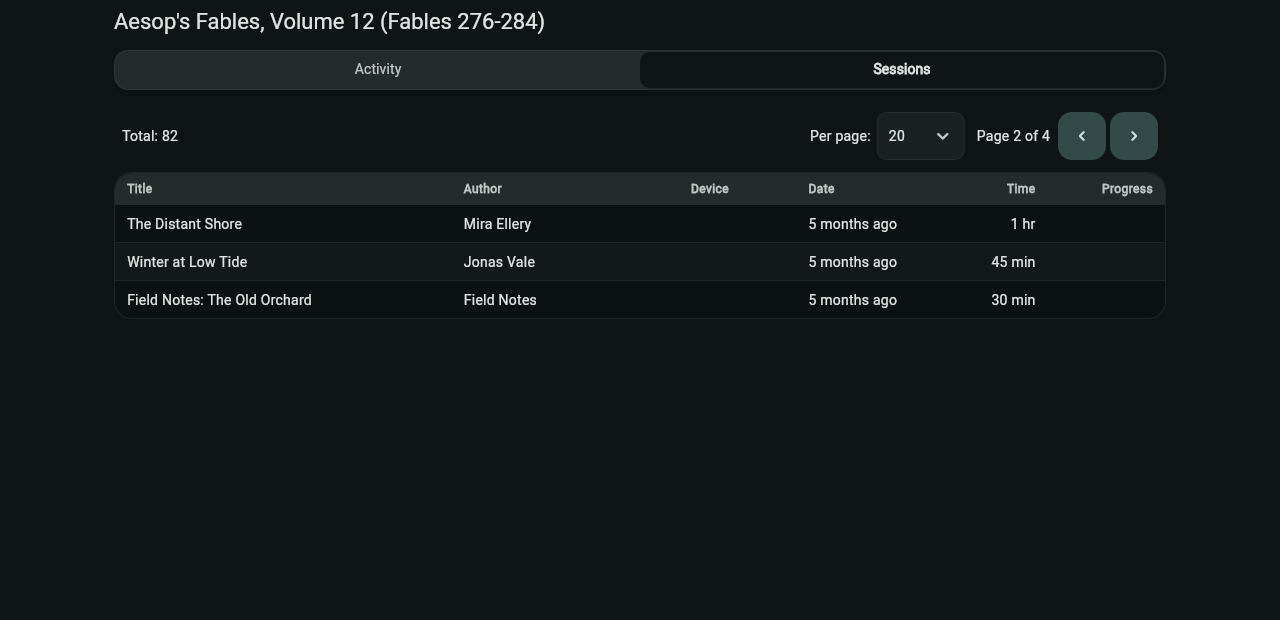 Aesop's Fables, Volume 12 (Fables 276-284)
Activity Sessions
Total: 82 Per page: 20 Page 2 of 4
Title Author Device Date Time Progress
The Distant Shore Mira Ellery 5 months ago 1 hr
Winter at Low Tide Jonas Vale 5 months ago 45 min
Field Notes: The Old Orchard Field Notes 5 months ago 30 min